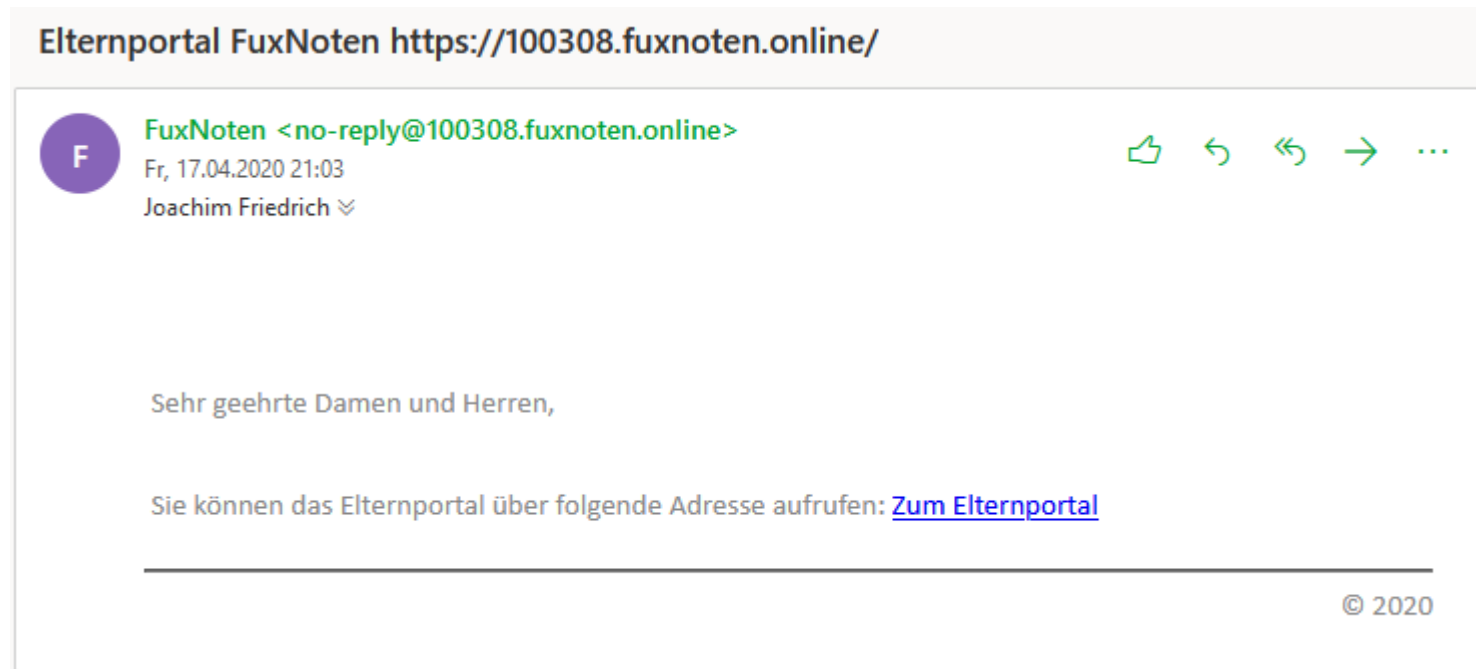 Elternportal FuxNoten https://100308.fuxnoten.online/
F
FuxNoten <no-reply@100308.fuxnoten.online>
Fr, 17.04.2020 21:03
Joachim Friedrich
Sehr geehrte Damen und Herren,
Sie können das Elternportal über folgende Adresse aufrufen: Zum Elternportal
© 2020